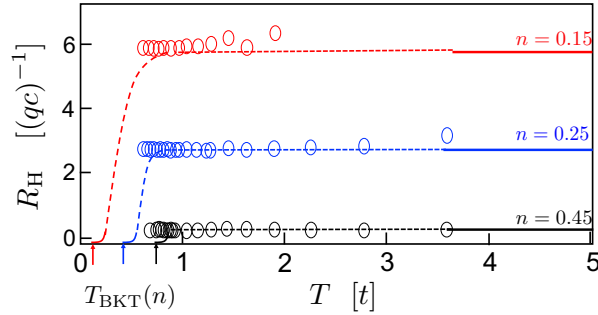 6
4
2
0
R_H [(qc)^{-1}]
n = 0.15
n = 0.25
n = 0.45
0 1 2 3 4 5
T_BKT(n) T [t]